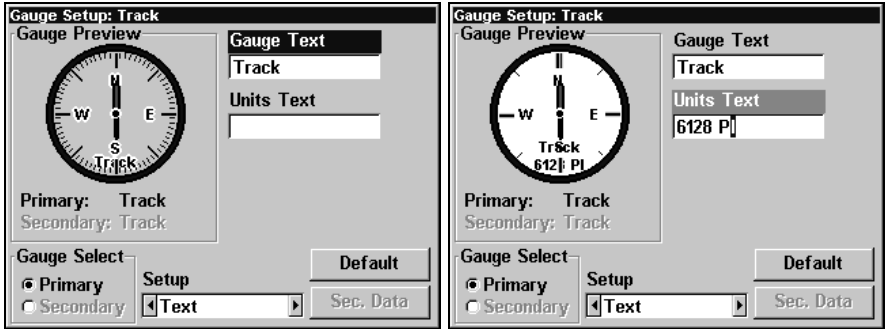 Gauge Setup: Track
Gauge Preview
N
W E
S
Track
Primary: Track
Secondary: Track
Gauge Text
Track
Units Text
Gauge Select
Primary
Secondary
Setup
Text
Default
Sec. Data
Gauge Setup: Track
Gauge Preview
N
W E
S
Track
Primary: Track
Secondary: Track
Gauge Text
Track
Units Text
6128 P
Gauge Select
Primary
Secondary
Setup
Text
Default
Sec. Data